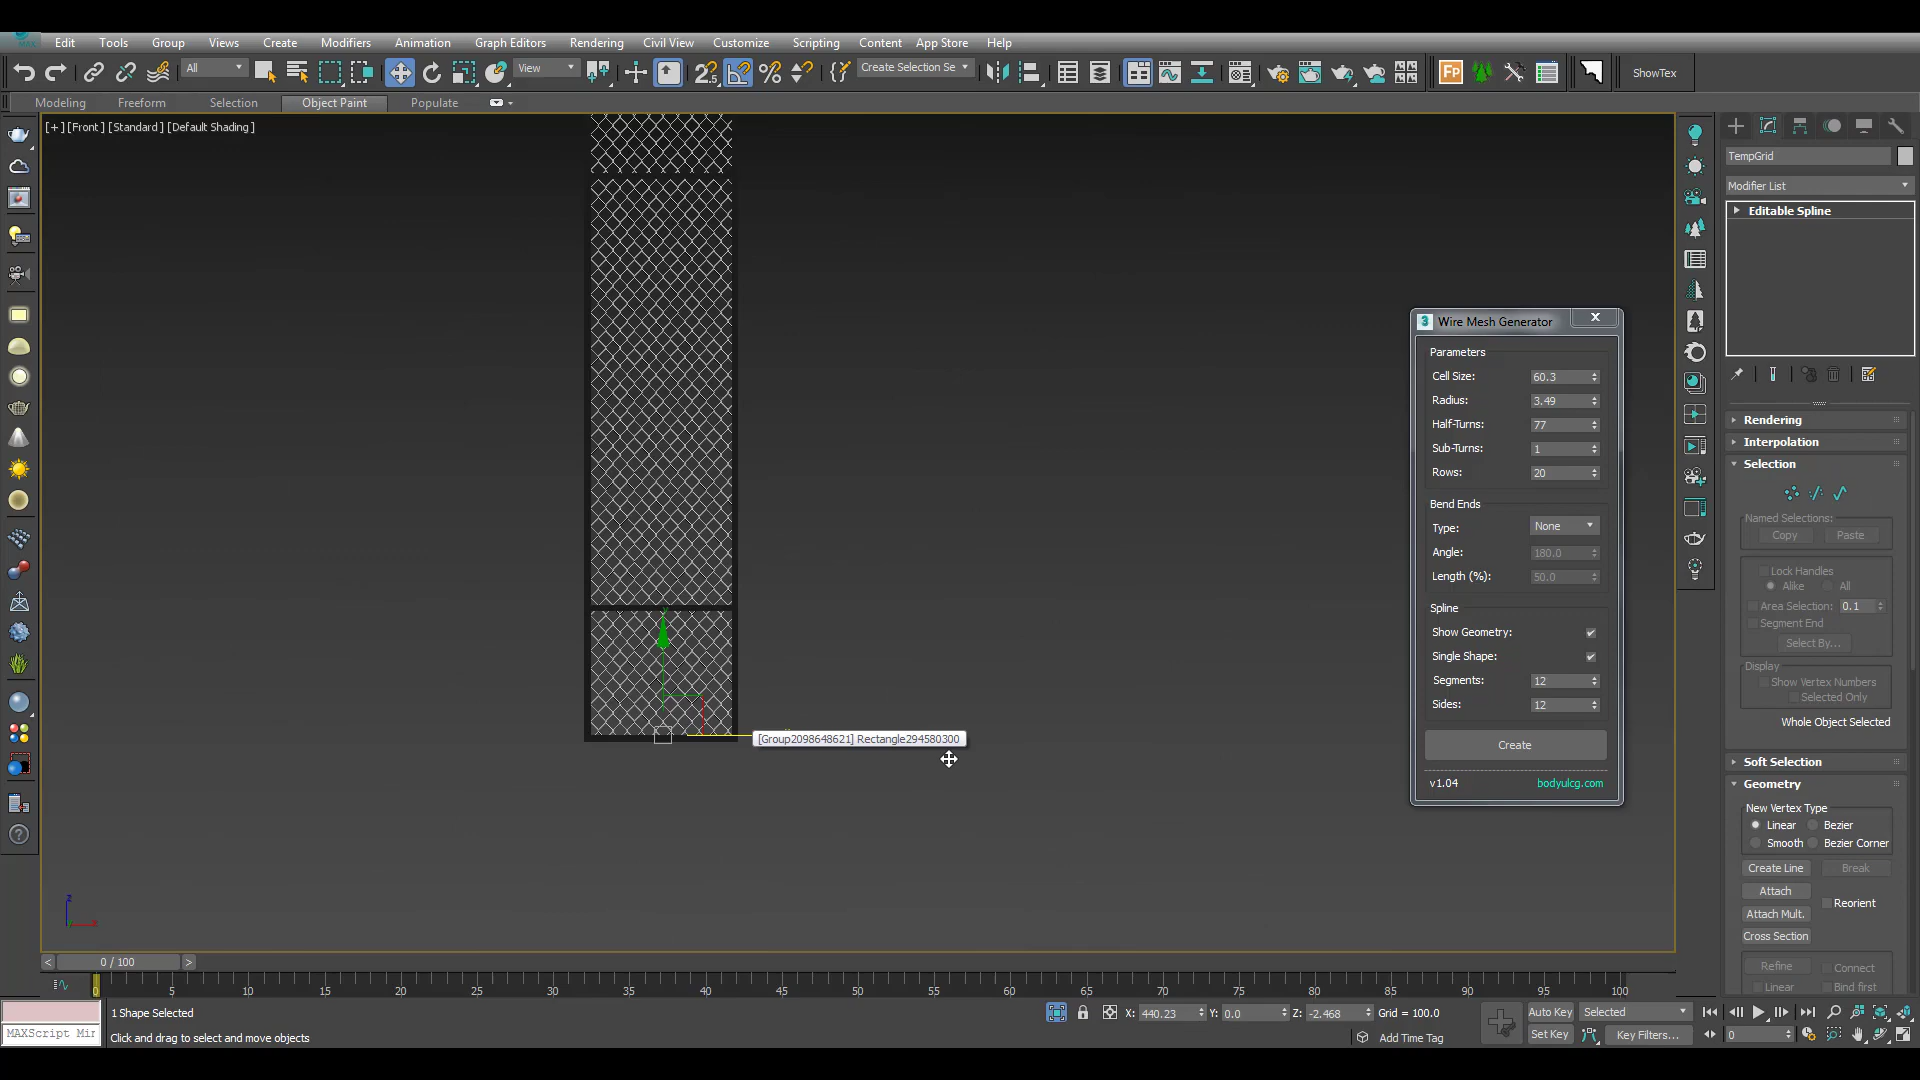 Edit Tools Group Views Create Modifiers Animation Graph Editors Rendering Civil View Customize Scripting Content App Store Help
All View Create Selection Se ShowTex
Modeling Freeform Selection Object Paint Populate
[+] [Front] [Standard] [Default Shading]
[Group2098648621] Rectangle294580300
3 Wire Mesh Generator X
Parameters
Cell Size: 60.3
Radius: 3.49
Half-Turns: 77
Sub-Turns: 1
Rows: 20
Bend Ends
Type: None
Angle: 180.0
Length (%): 50.0
Spline
Show Geometry:
Single Shape:
Segments: 12
Sides: 12
Create
v1.04 bodyulcg.com
TempGrid
Modifier List
Editable Spline
Rendering
Interpolation
Selection
Named Selections:
Copy Paste
Lock Handles
Alike All
Area Selection: 0.1
Segment End
Select By...
Display
Show Vertex Numbers
Selected Only
Whole Object Selected
Soft Selection
Geometry
New Vertex Type
Linear Bezier
Smooth Bezier Corner
Create Line Break
Attach
Reorient
Attach Mult.
Cross Section
Refine Connect
Linear Bind first
< 0 / 100 >
0 5 10 15 20 25 30 35 40 45 50 55 60 65 70 75 80 85 90 95 100
1 Shape Selected
X: 440.23 Y: 0.0 Z: -2.468 Grid = 100.0
Auto Key Selected
MAXScript Mir
Click and drag to select and move objects
Add Time Tag
Set Key Key Filters... 0